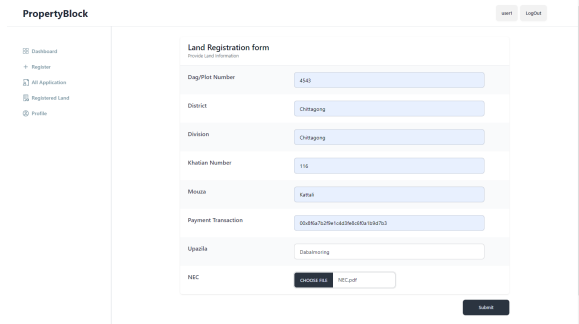 PropertyBlock
user1 LogOut
Dashboard
Register
All Application
Registered Land
Profile
Land Registration form
Provide Land information
Dag/Plot Number
4543
District
Chittagong
Division
Chittagong
Khatian Number
116
Mouza
Kattali
Payment Transaction
Upazila
Dabalmoring
NEC
CHOOSE FILE NEC.pdf
Submit